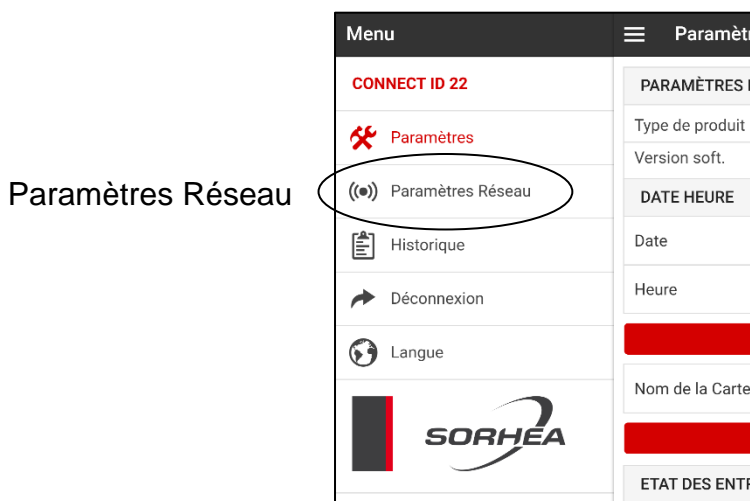 Menu
Paramètr
CONNECT ID 22
PARAMÈTRES
Paramètres
Type de produit
Version soft.
Paramètres Réseau
Paramètres Réseau
DATE HEURE
Historique
Date
Déconnexion
Heure
Langue
Nom de la Carte
SORHEA
ETAT DES ENT